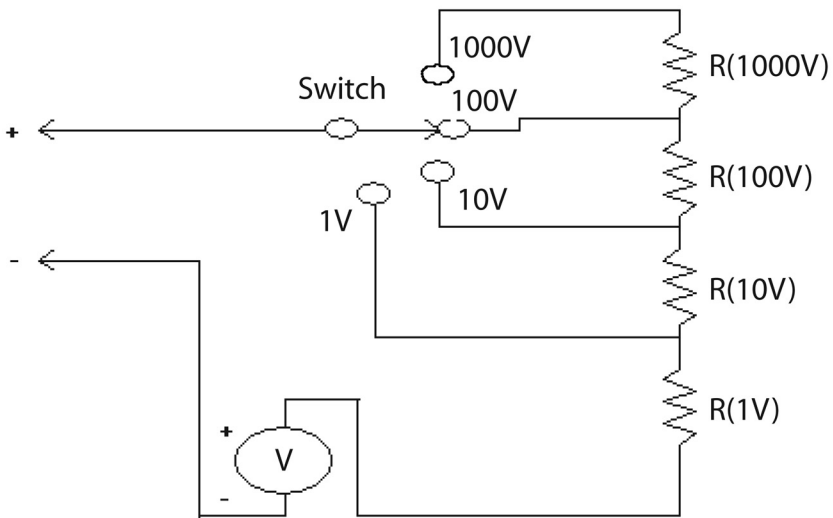 1000V
R(1000V)
Switch
100V
+
R(100V)
10V
1V
-
R(10V)
R(1V)
+
V
-